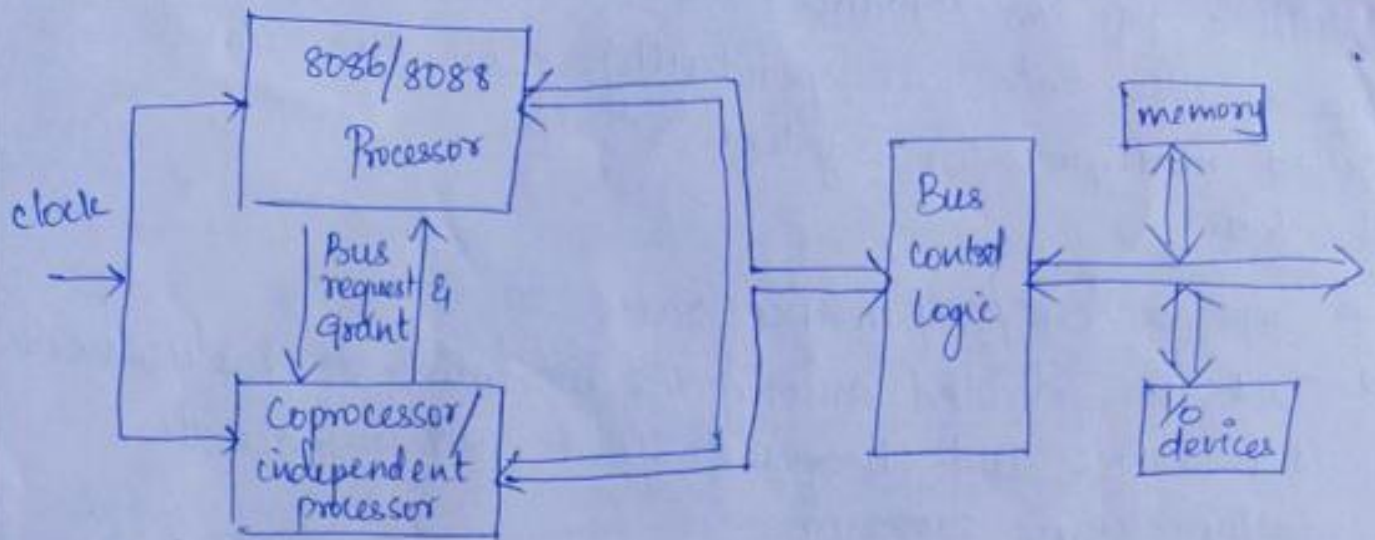 8086/8088
Processor
clock
Bus
request &
Grant
Coprocessor/
independent
processor
Bus
control
Logic
memory
I/O
devices